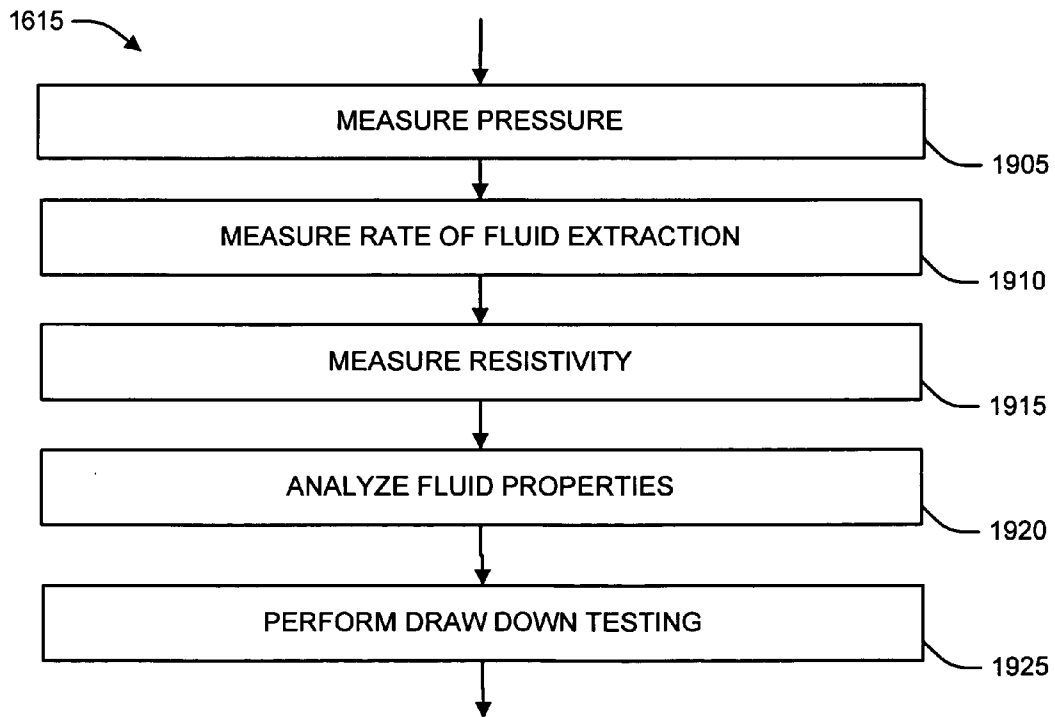 1615
MEASURE PRESSURE
1905
MEASURE RATE OF FLUID EXTRACTION
1910
MEASURE RESISTIVITY
1915
ANALYZE FLUID PROPERTIES
1920
PERFORM DRAW DOWN TESTING
1925